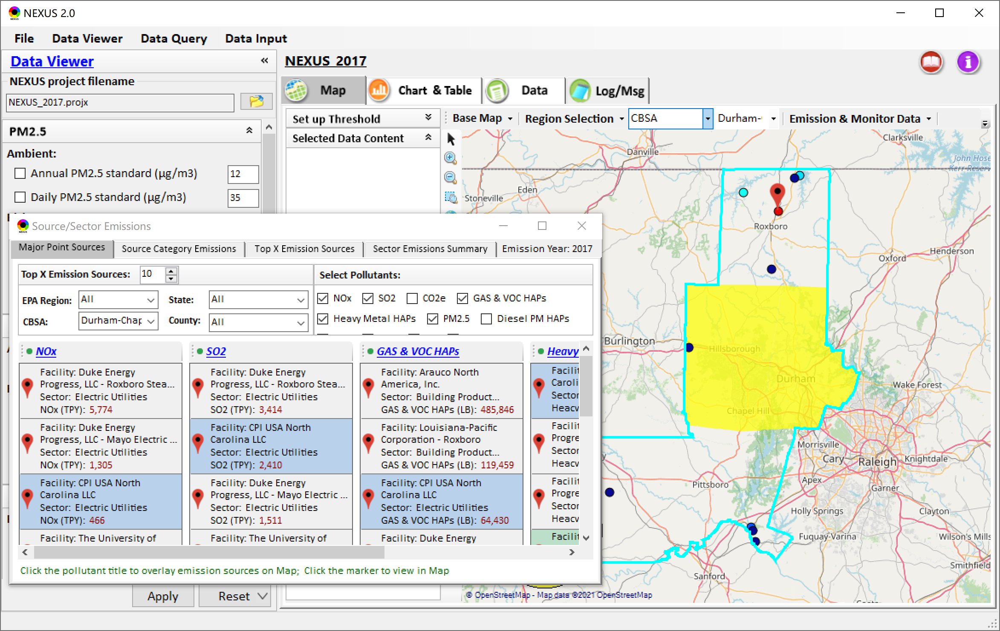 NEXUS 2.0
File Data Viewer Data Query Data Input
Data Viewer
NEXUS project filename
NEXUS_2017.projx
PM2.5
Ambient:
Annual PM2.5 standard (µg/m3) 12
Daily PM2.5 standard (µg/m3) 35
NEXUS_2017
Map Chart & Table Data Log/Msg
Set up Threshold
Selected Data Content
Base Map Region Selection CBSA Durham- Emission & Monitor Data
Clarksville
Danville
John
Eden
Stoneville
Roxboro
Henderson
Oxford
Burlington
Hillsborough
Durham
Wake Forest
Chapel Hill
Morrisville
Cary Raleigh Knightdale
Apex
Pittsboro
Garner
Holly Springs
Clayton
Fuquay-Varina
Wilson's Mills
Smithfield
Sanford
© OpenStreetMap - Map data ©2021 OpenStreetMap
Source/Sector Emissions
Major Point Sources Source Category Emissions Top X Emission Sources Sector Emissions Summary Emission Year: 2017
Top X Emission Sources: 10
EPA Region: All State: All
CBSA: Durham-Chap County: All
Select Pollutants:
NOx SO2 CO2e GAS & VOC HAPs
Heavy Metal HAPs PM2.5 Diesel PM HAPs
NOx
Facility: Duke Energy
Progress, LLC - Roxboro Stea...
Sector: Electric Utilities
NOx (TPY): 5,774
Facility: Duke Energy
Progress, LLC - Mayo Electric ...
Sector: Electric Utilities
NOx (TPY): 1,305
Facility: CPI USA North
Carolina LLC
Sector: Electric Utilities
NOx (TPY): 466
Facility: The University of
SO2
Facility: Duke Energy
Progress, LLC - Roxboro Stea...
Sector: Electric Utilities
SO2 (TPY): 3,414
Facility: CPI USA North
Carolina LLC
Sector: Electric Utilities
SO2 (TPY): 2,410
Facility: Duke Energy
Progress, LLC - Mayo Electric ...
Sector: Electric Utilities
SO2 (TPY): 1,511
Facility: The University of
GAS & VOC HAPs
Facility: Arauco North
America, Inc.
Sector: Building Product...
GAS & VOC HAPs (LB): 485,846
Facility: Louisiana-Pacific
Corporation - Roxboro
Sector: Building Product...
GAS & VOC HAPs (LB): 119,459
Facility: CPI USA North
Carolina LLC
Sector: Electric Utilities
GAS & VOC HAPs (LB): 64,430
Facility: Duke Energy
Heavy
Facilit
Caroli
Sector
Heacv
Facilit
Progre
Sector
Heacv
Facilit
Progre
Sector
Heacv
Facilit
Click the pollutant title to overlay emission sources on Map; Click the marker to view in Map
Apply Reset